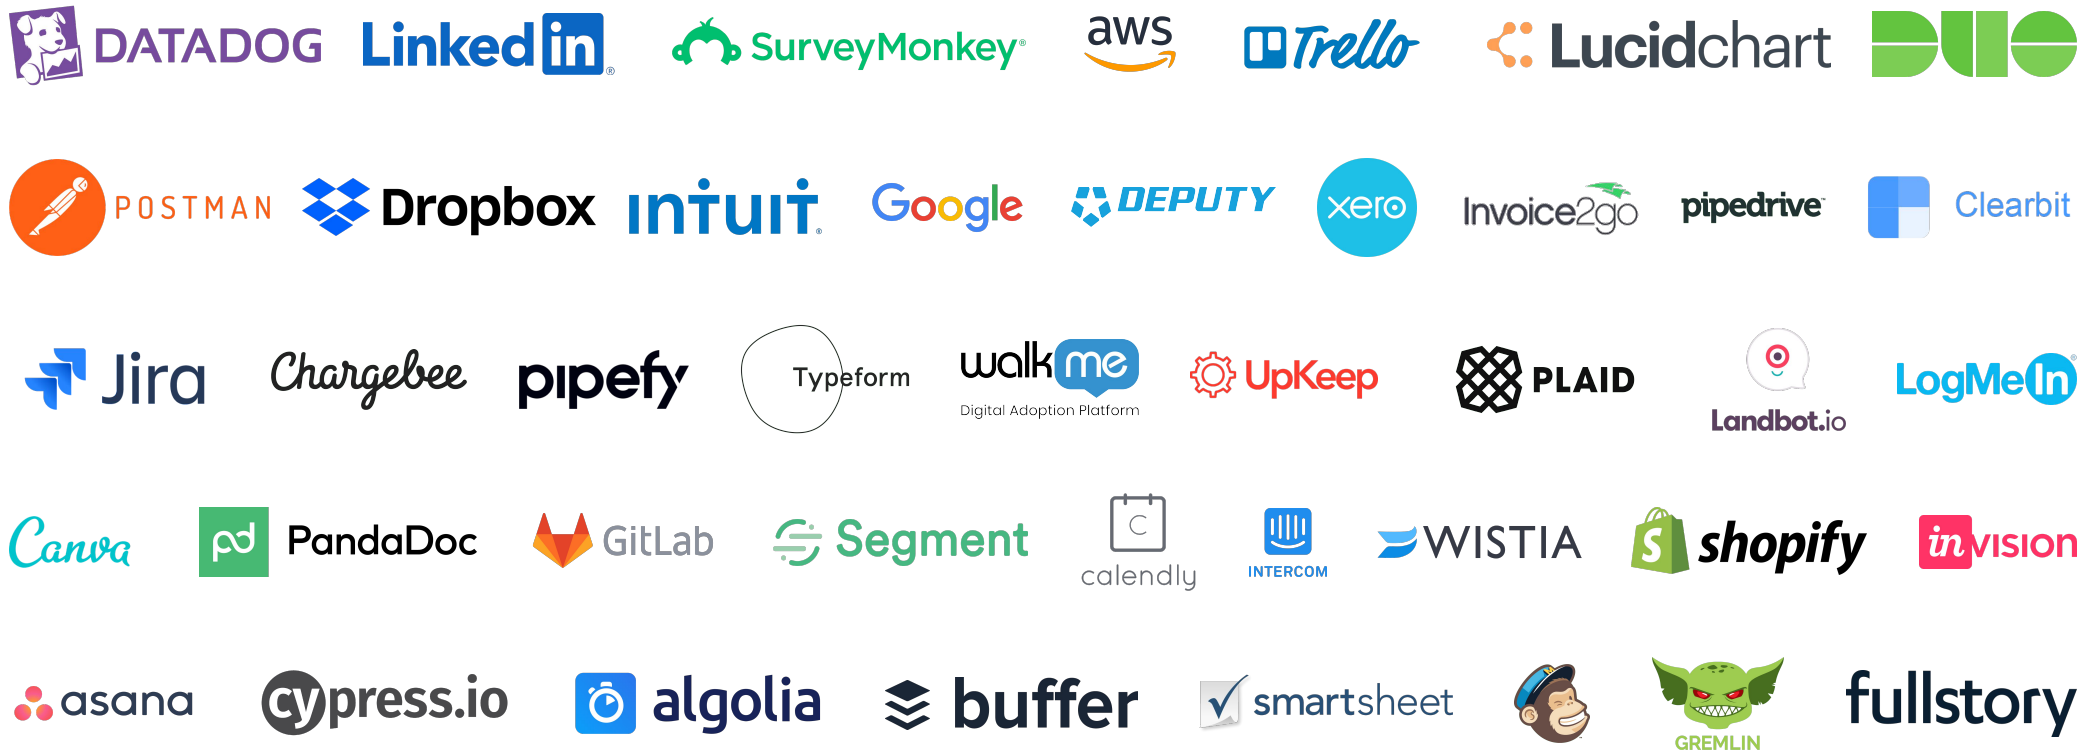 DATADOG LinkedIn® SurveyMonkey® aws Trello Lucidchart DUO
POSTMAN Dropbox intuit® Google DEPUTY xero Invoice2go pipedrive™ Clearbit
Jira Chargebee pipefy Typeform walkme UpKeep PLAID LogMeIn®
Digital Adoption Platform Landbot.io
Canva pd PandaDoc GitLab Segment C WISTIA S shopify inVISION
calendly INTERCOM
asana cypress.io algolia buffer smartsheet fullstory
GREMLIN